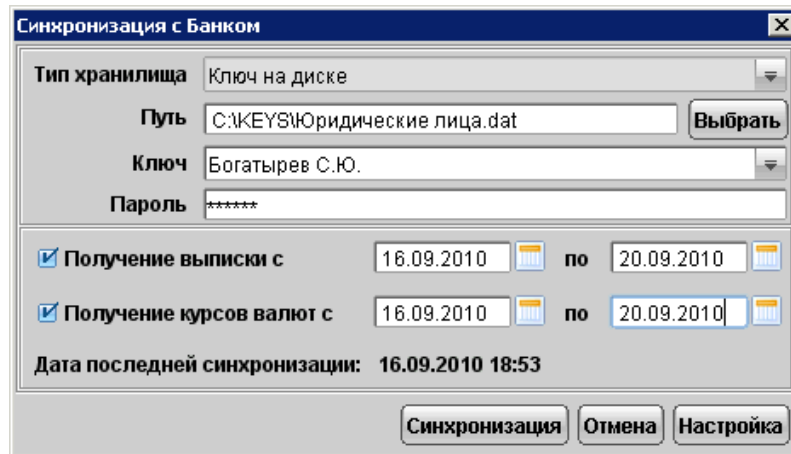 Синхронизация с Банком
Тип хранилища Ключ на диске
Путь C:\KEYS\Юридические лица.dat Выбрать
Ключ Богатырев С.Ю.
Пароль ******
Получение выписки с 16.09.2010 по 20.09.2010
Получение курсов валют с 16.09.2010 по 20.09.2010
Дата последней синхронизации: 16.09.2010 18:53
Синхронизация Отмена Настройка